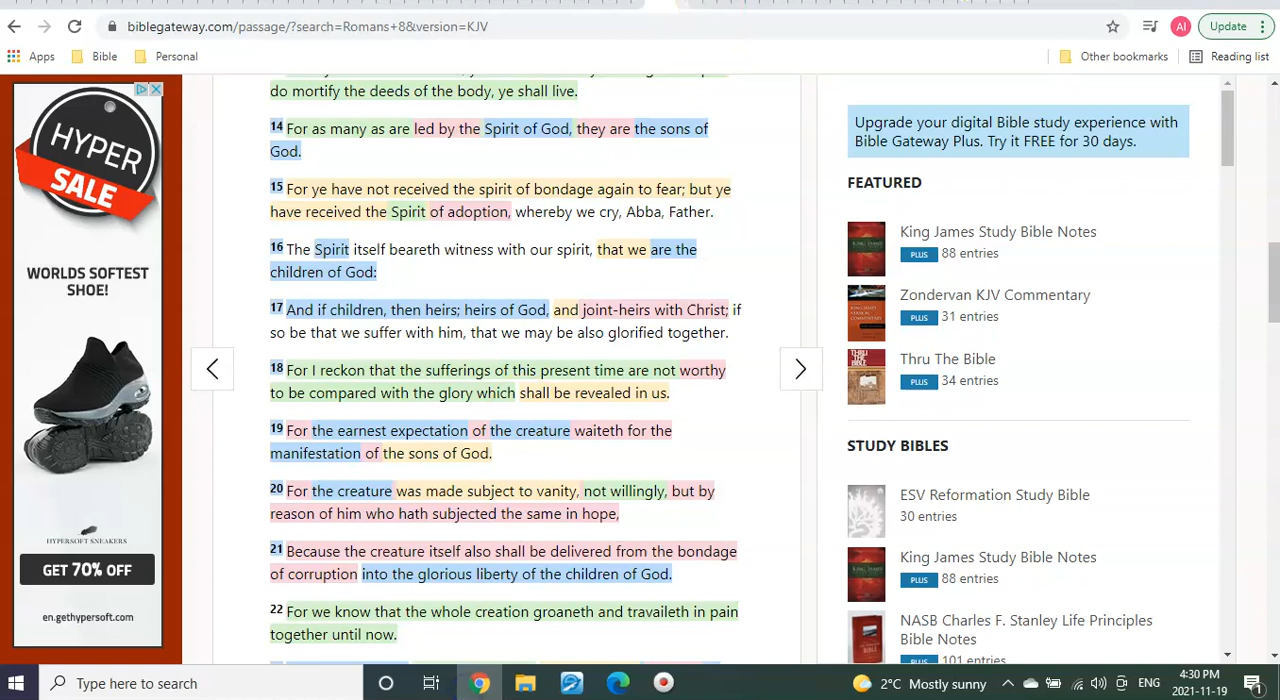 biblegateway.com/passage/?search=Romans+8&version=KJV
AI
Update
Apps
Bible
Personal
Other bookmarks
Reading list
HYPER
SALE
WORLDS SOFTEST
SHOE!
HYPERSOFT SNEAKERS
GET 70% OFF
en.gethypersoft.com
do mortify the deeds of the body, ye shall live.
14 For as many as are led by the Spirit of God, they are the sons of
God.
15 For ye have not received the spirit of bondage again to fear; but ye
have received the Spirit of adoption, whereby we cry, Abba, Father.
16 The Spirit itself beareth witness with our spirit, that we are the
children of God:
17 And if children, then heirs; heirs of God, and joint-heirs with Christ; if
so be that we suffer with him, that we may be also glorified together.
18 For I reckon that the sufferings of this present time are not worthy
to be compared with the glory which shall be revealed in us.
19 For the earnest expectation of the creature waiteth for the
manifestation of the sons of God.
20 For the creature was made subject to vanity, not willingly, but by
reason of him who hath subjected the same in hope,
21 Because the creature itself also shall be delivered from the bondage
of corruption into the glorious liberty of the children of God.
22 For we know that the whole creation groaneth and travaileth in pain
together until now.
Upgrade your digital Bible study experience with
Bible Gateway Plus. Try it FREE for 30 days.
FEATURED
King James Study Bible Notes
PLUS 88 entries
Zondervan KJV Commentary
PLUS 31 entries
Thru The Bible
PLUS 34 entries
STUDY BIBLES
ESV Reformation Study Bible
30 entries
King James Study Bible Notes
PLUS 88 entries
NASB Charles F. Stanley Life Principles
Bible Notes
PLUS 101 entries
Type here to search
2°C Mostly sunny
ENG
4:30 PM
2021-11-19
1